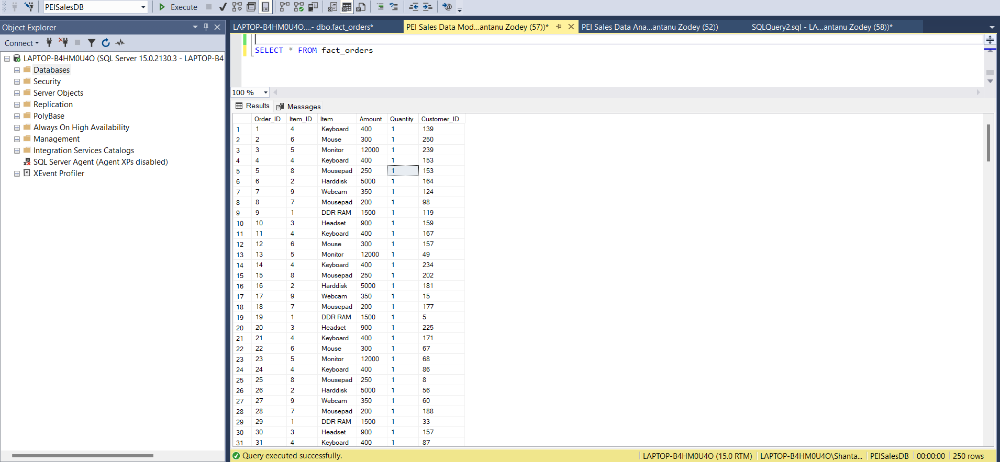 PEISalesDB
Execute
Object Explorer
Connect
LAPTOP-B4HM0U4O (SQL Server 15.0.2130.3 - LAPTOP-B4
Databases
Security
Server Objects
Replication
PolyBase
Always On High Availability
Management
Integration Services Catalogs
SQL Server Agent (Agent XPs disabled)
XEvent Profiler
LAPTOP-B4HM0U4O....- dbo.fact_orders* PEI Sales Data Mod...antanu Zodey (57))* PEI Sales Data Ana...antanu Zodey (52)) SQLQuery2.sql - LA...antanu Zodey (58))*
SELECT * FROM fact_orders
100 %
Results Messages
Order_ID Item_ID Item Amount Quantity Customer_ID
1 1 4 Keyboard 400 1 139
2 2 6 Mouse 300 1 250
3 3 5 Monitor 12000 1 239
4 4 4 Keyboard 400 1 153
5 5 8 Mousepad 250 1 153
6 6 2 Harddisk 5000 1 164
7 7 9 Webcam 350 1 124
8 8 7 Mousepad 200 1 98
9 9 1 DDR RAM 1500 1 119
10 10 3 Headset 900 1 159
11 11 4 Keyboard 400 1 167
12 12 6 Mouse 300 1 157
13 13 5 Monitor 12000 1 49
14 14 4 Keyboard 400 1 234
15 15 8 Mousepad 250 1 202
16 16 2 Harddisk 5000 1 181
17 17 9 Webcam 350 1 15
18 18 7 Mousepad 200 1 177
19 19 1 DDR RAM 1500 1 5
20 20 3 Headset 900 1 225
21 21 4 Keyboard 400 1 171
22 22 6 Mouse 300 1 67
23 23 5 Monitor 12000 1 68
24 24 4 Keyboard 400 1 86
25 25 8 Mousepad 250 1 8
26 26 2 Harddisk 5000 1 56
27 27 9 Webcam 350 1 60
28 28 7 Mousepad 200 1 188
29 29 1 DDR RAM 1500 1 33
30 30 3 Headset 900 1 157
31 31 4 Keyboard 400 1 87
Query executed successfully. LAPTOP-B4HM0U4O (15.0 RTM) LAPTOP-B4HM0U4O\Shanta... PEISalesDB 00:00:00 250 rows